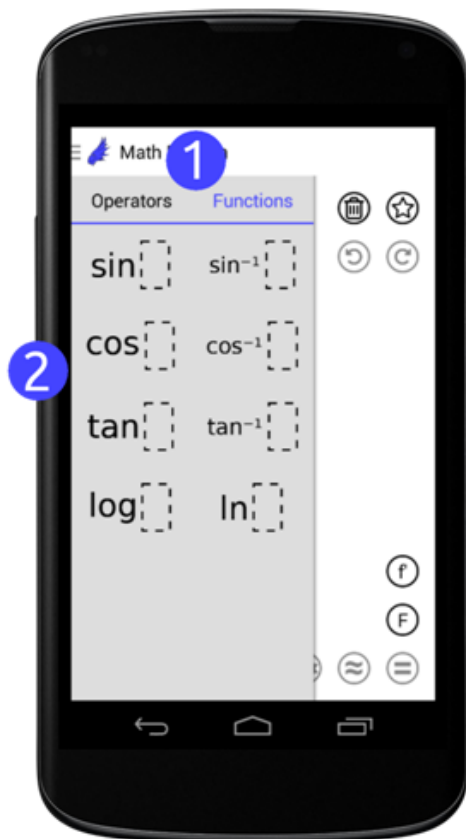 Math
1
Operators Functions
sin sin⁻¹
2
cos cos⁻¹
tan tan⁻¹
log ln
f
F
≈ =